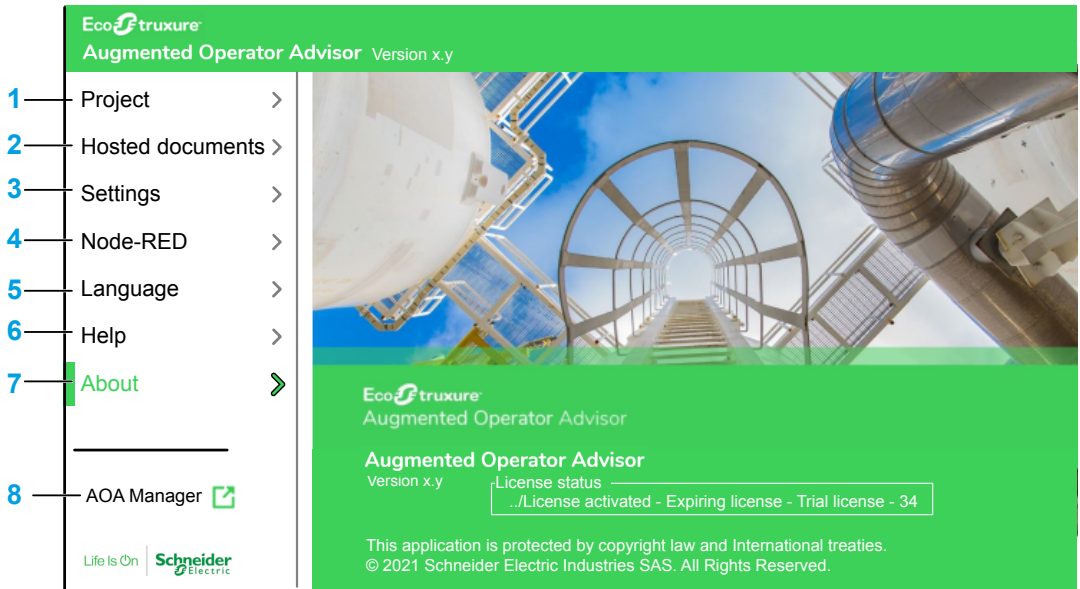 EcoStruxure
Augmented Operator Advisor Version x.y
1 Project
2 Hosted documents
3 Settings
4 Node-RED
5 Language
6 Help
7 About
8 AOA Manager
Life Is On Schneider Electric
EcoStruxure
Augmented Operator Advisor
Augmented Operator Advisor
Version x.y
License status
../License activated - Expiring license - Trial license - 34
This application is protected by copyright law and International treaties.
© 2021 Schneider Electric Industries SAS. All Rights Reserved.